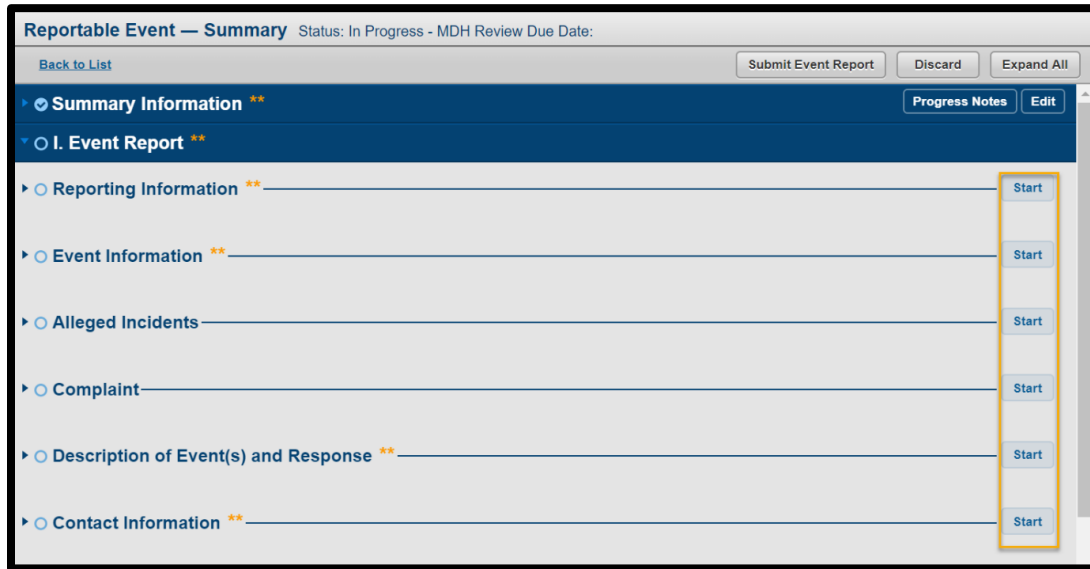 Reportable Event — Summary Status: In Progress - MDH Review Due Date:
Back to List Submit Event Report Discard Expand All
Summary Information ** Progress Notes Edit
I. Event Report **
Reporting Information ** Start
Event Information ** Start
Alleged Incidents Start
Complaint Start
Description of Event(s) and Response ** Start
Contact Information ** Start